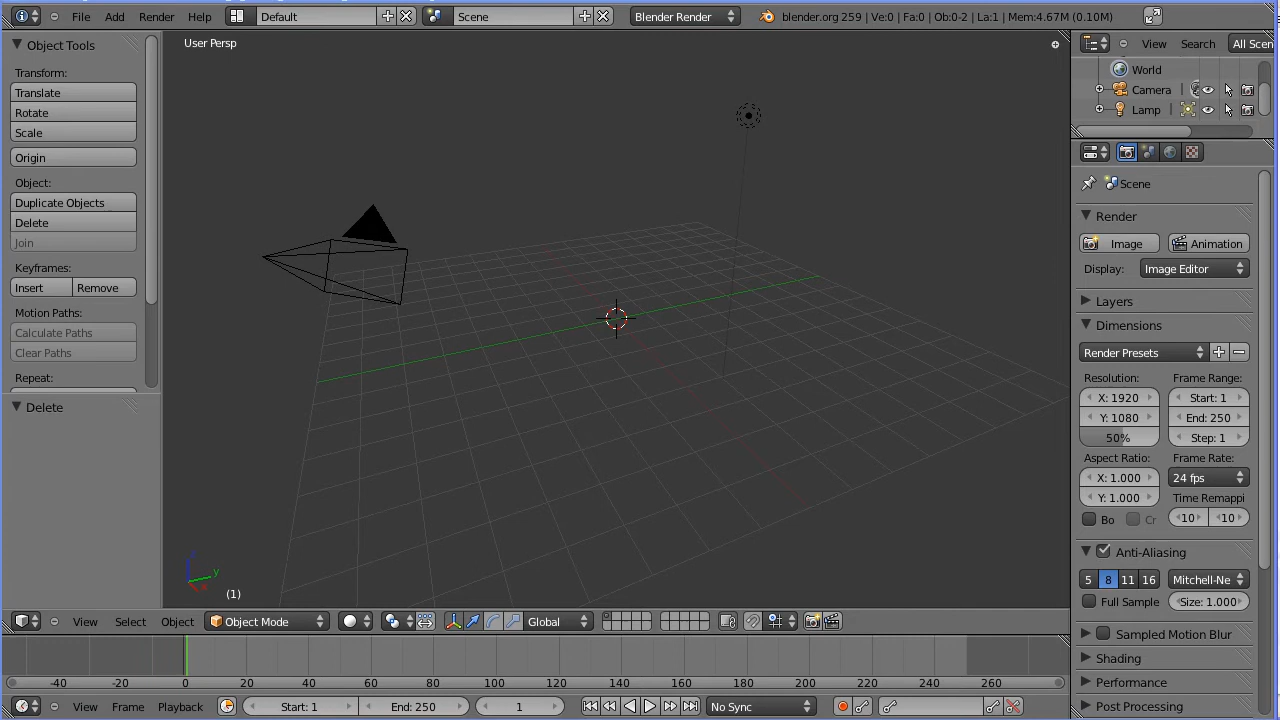 File Add Render Help Default Scene Blender Render blender.org 259 | Ve:0 | Fa:0 | Ob:0-2 | La:1 | Mem:4.67M (0.10M)
Object Tools
Transform:
Translate
Rotate
Scale
Origin
Object:
Duplicate Objects
Delete
Join
Keyframes:
Insert Remove
Motion Paths:
Calculate Paths
Clear Paths
Repeat:
Delete
User Persp
y
(1)
View Search All Scen
World
Camera
Lamp
Scene
Render
Image Animation
Display: Image Editor
Layers
Dimensions
Render Presets
Resolution: Frame Range:
X: 1920 Start: 1
Y: 1080 End: 250
50% Step: 1
Aspect Ratio: Frame Rate:
X: 1.000 24 fps
Y: 1.000 Time Remappi
Bo Cr 10 10
Anti-Aliasing
5 8 11 16 Mitchell-Ne
Full Sample Size: 1.000
Sampled Motion Blur
Shading
Performance
Post Processing
View Select Object Object Mode Global
-40 -20 0 20 40 60 80 100 120 140 160 180 200 220 240 260
View Frame Playback Start: 1 End: 250 1 No Sync